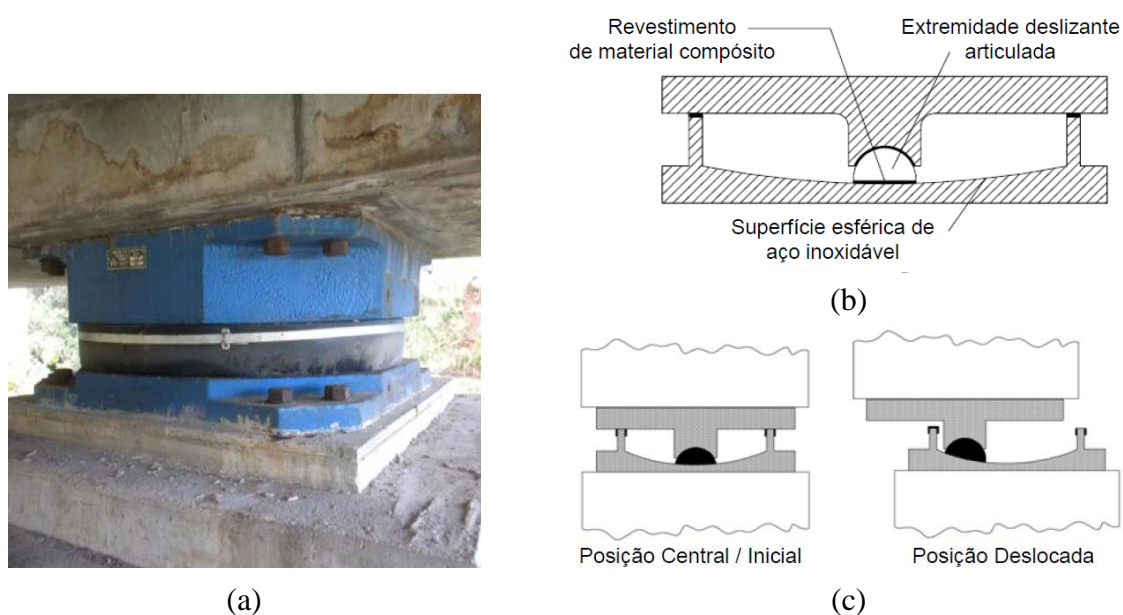 Revestimento
de material compósito
Extremidade deslizante
articulada
Superfície esférica de
aço inoxidável
(b)
Posição Central / Inicial
Posição Deslocada
(a)
(c)